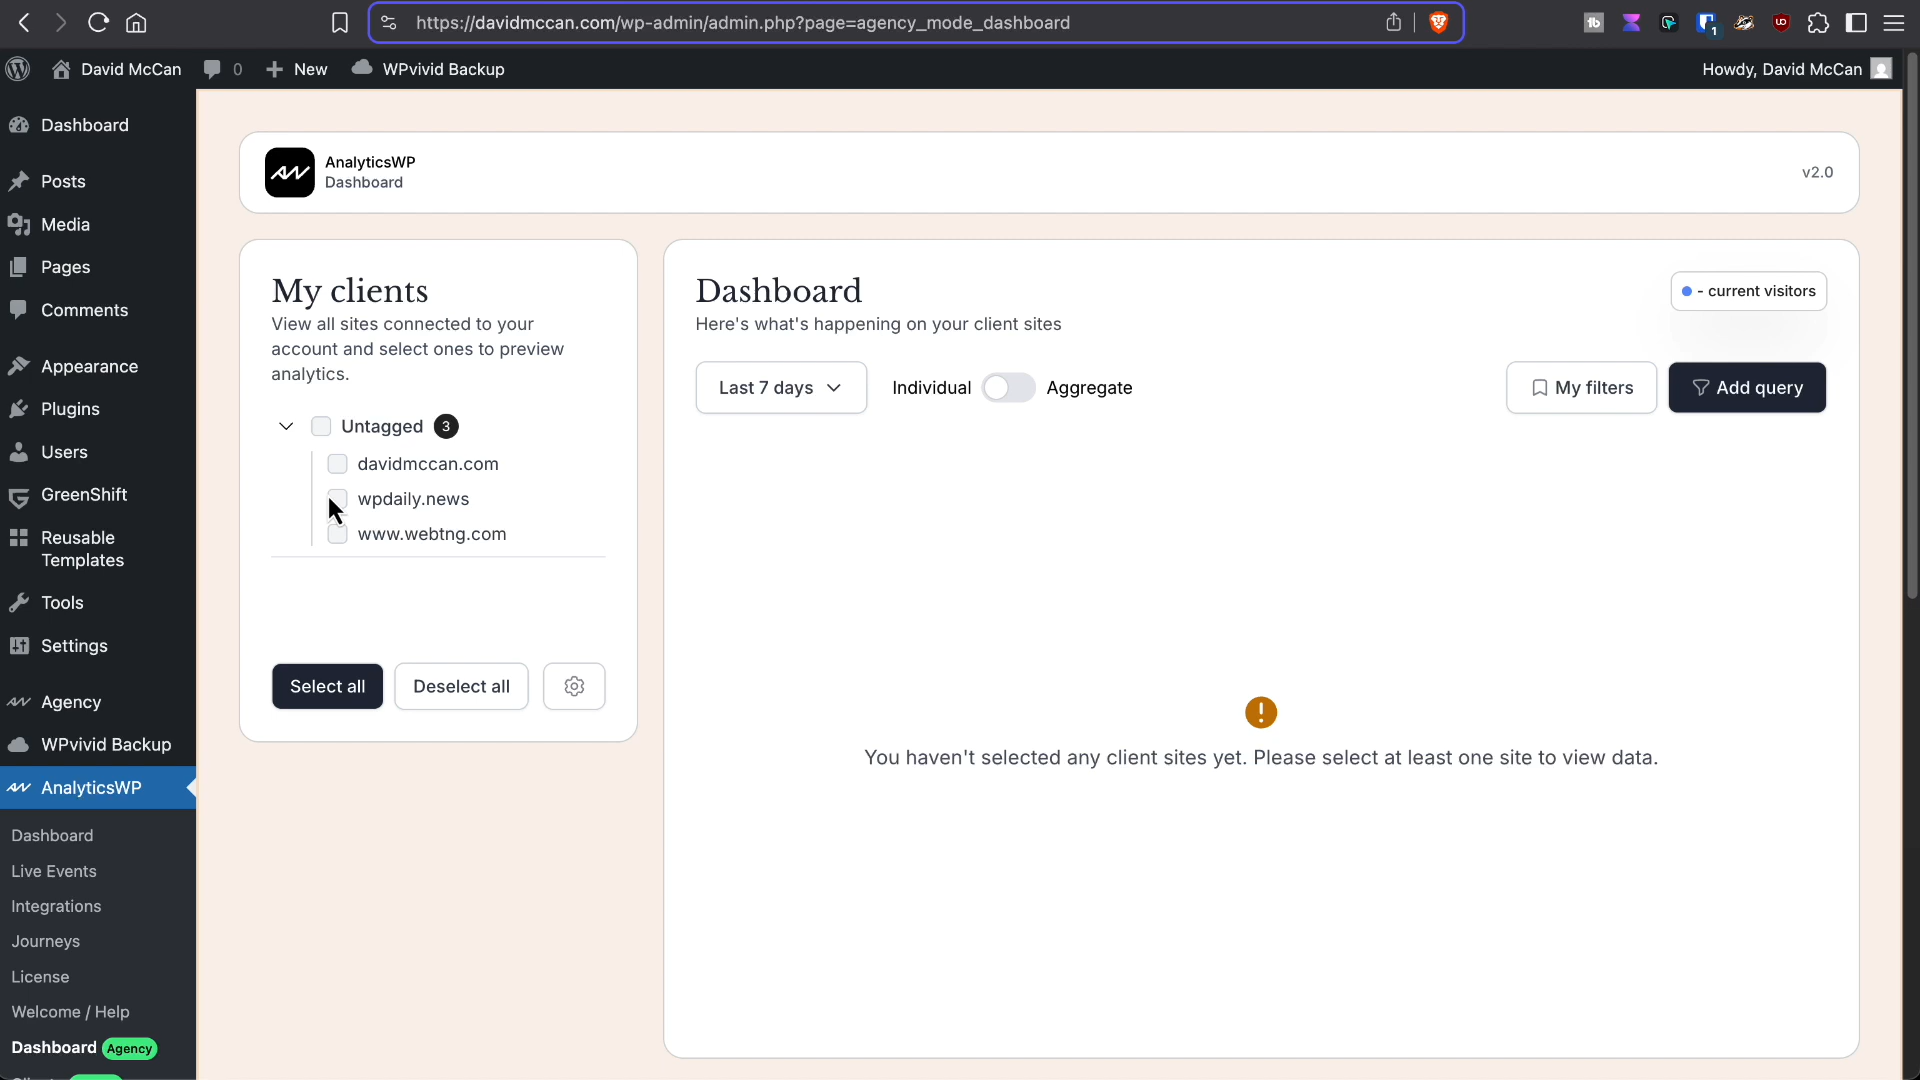 https://davidmccan.com/wp-admin/admin.php?page=agency_mode_dashboard
1
David McCan
0
New
WPvivid Backup
Howdy, David McCan
Dashboard
Posts
Media
Pages
Comments
Appearance
Plugins
Users
GreenShift
Reusable
Templates
Tools
Settings
Agency
WPvivid Backup
AnalyticsWP
Dashboard
Live Events
Integrations
Journeys
License
Welcome / Help
Dashboard Agency
AnalyticsWP
Dashboard
v2.0
My clients
View all sites connected to your
account and select ones to preview
analytics.
Untagged 3
davidmccan.com
wpdaily.news
www.webtng.com
Select all
Deselect all
Dashboard
Here's what's happening on your client sites
- current visitors
Last 7 days
Individual
Aggregate
My filters
Add query
!
You haven't selected any client sites yet. Please select at least one site to view data.